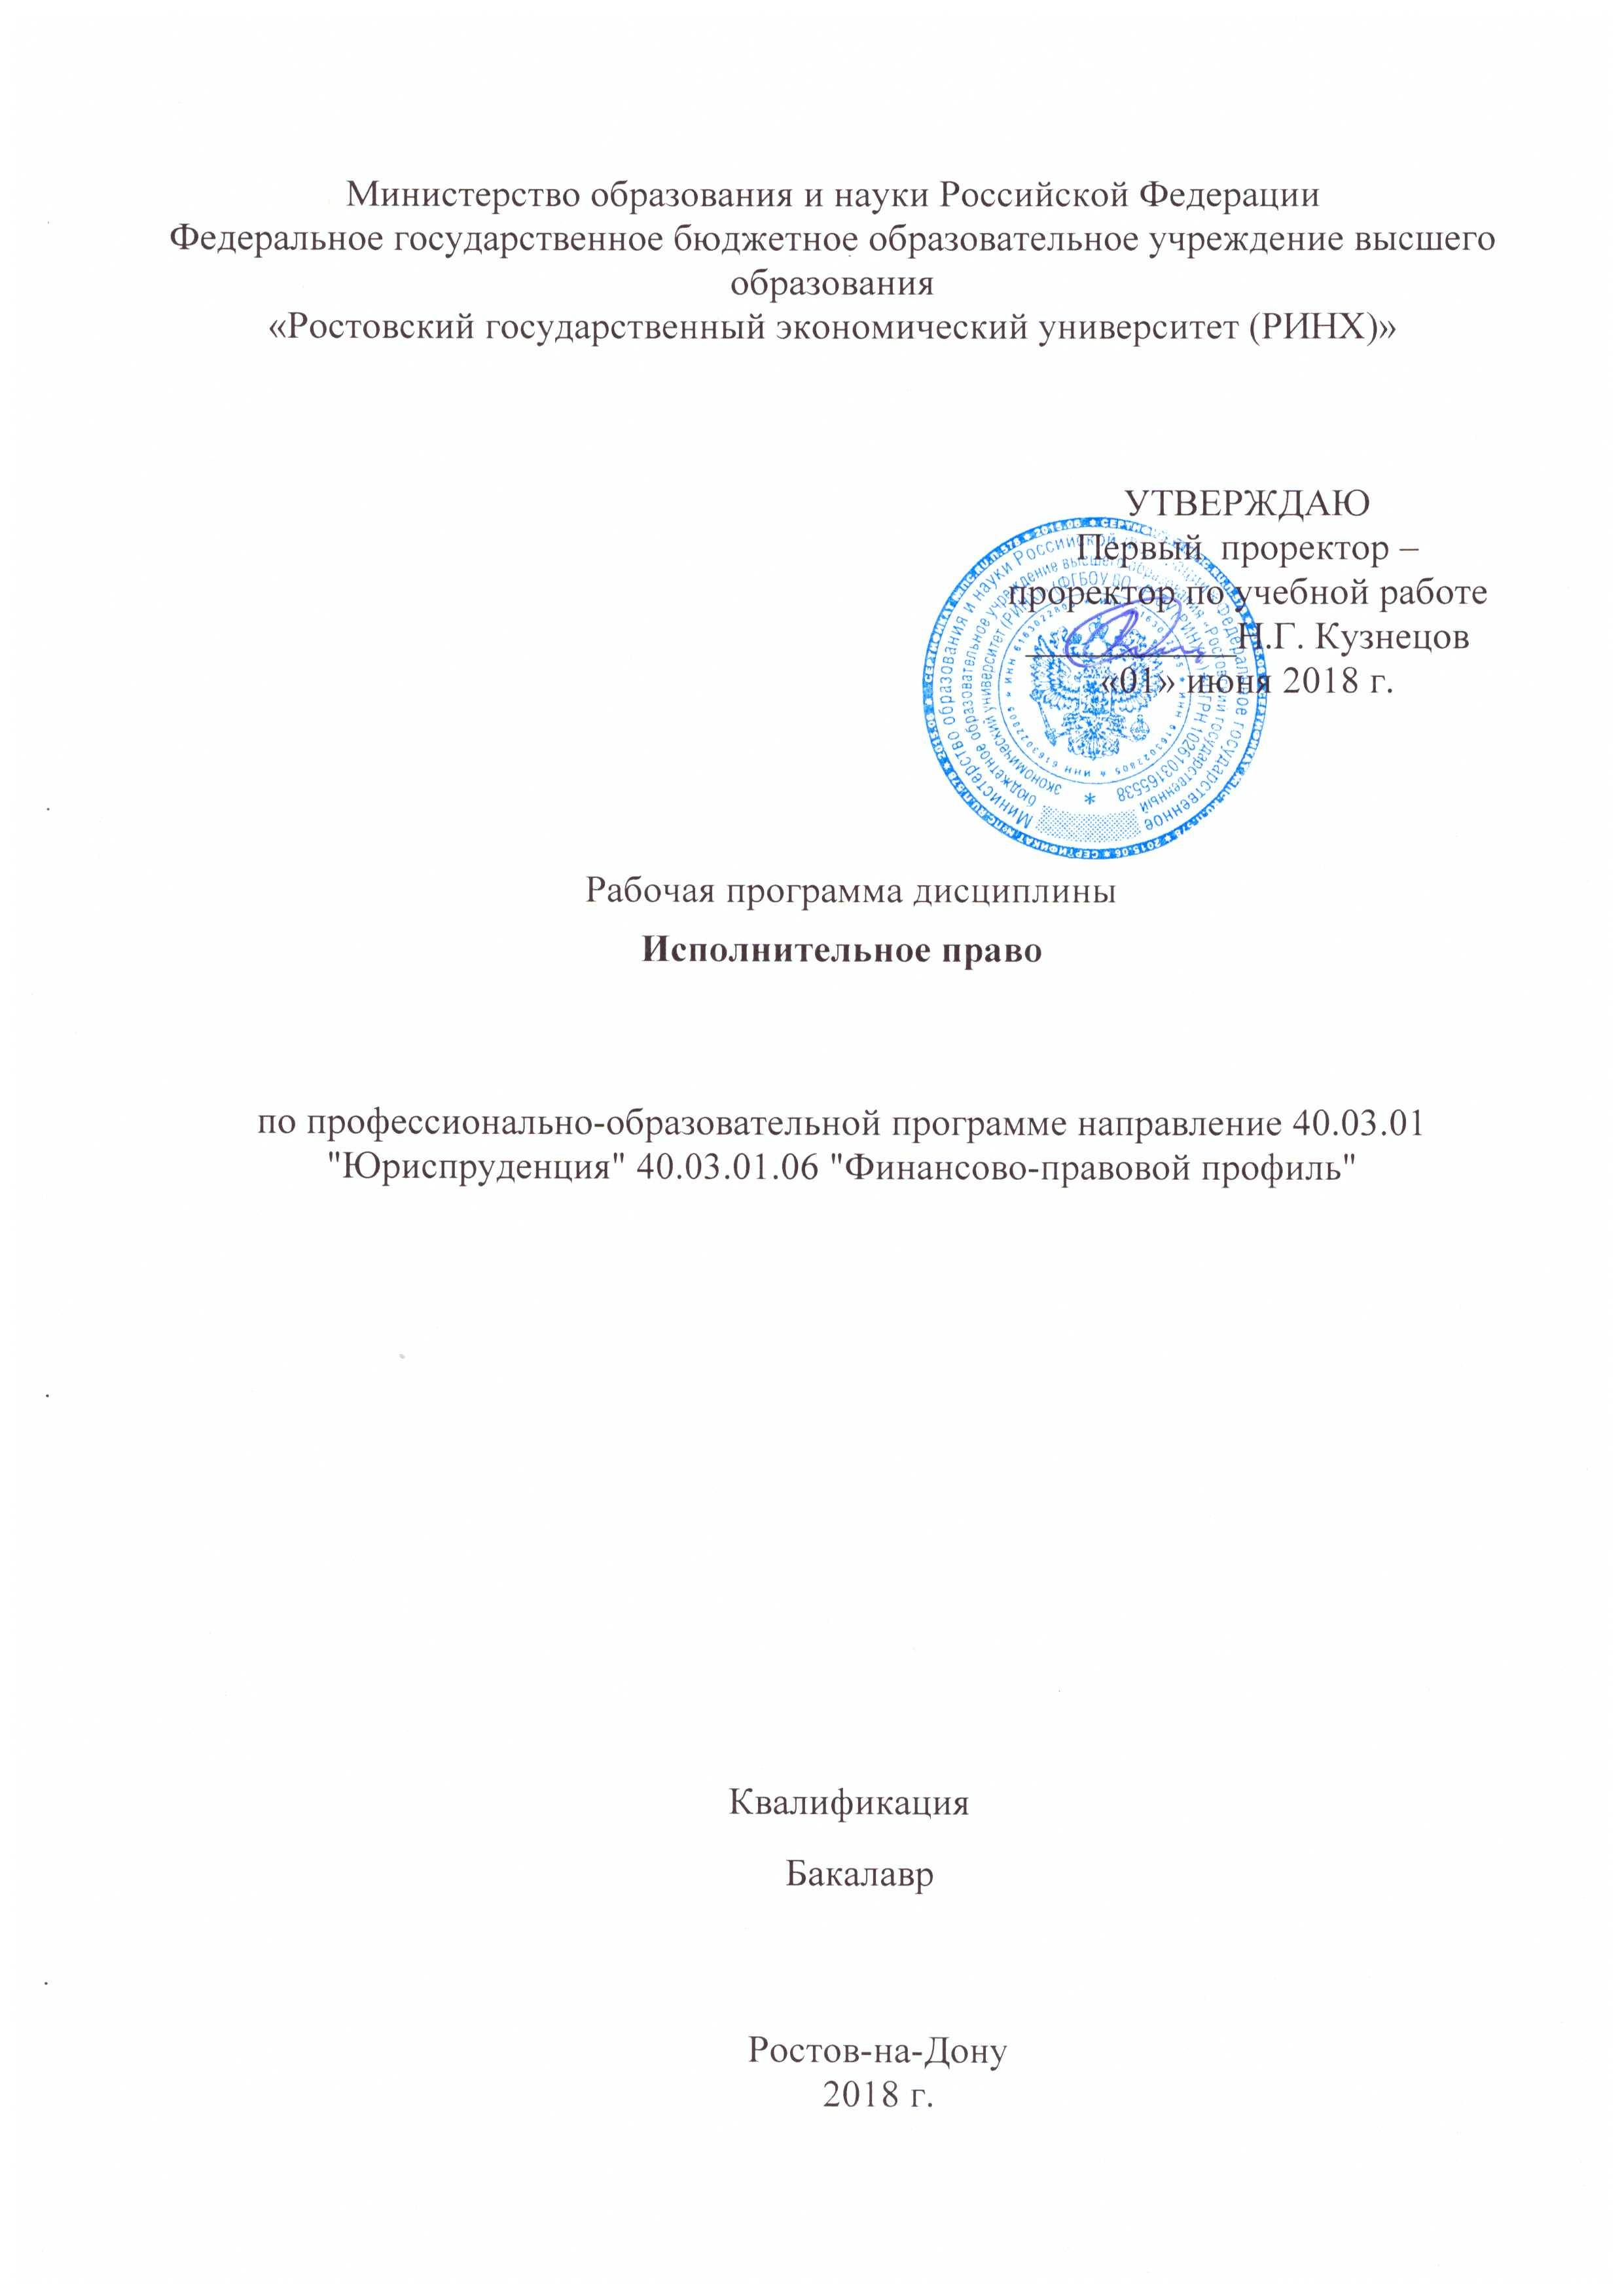 Министерство образования и науки Российской Федерации
Федеральное государственное бюджетное образовательное учреждение высшего
образования
«Ростовский государственный экономический университет (РИНХ)»
УТВЕРЖДАЮ
Первый проректор –
проректор по учебной работе
Н.Г. Кузнецов
«01» июня 2018 г.
Рабочая программа дисциплины
Исполнительное право
по профессионально-образовательной программе направление 40.03.01
"Юриспруденция" 40.03.01.06 "Финансово-правовой профиль"
Квалификация
Бакалавр
Ростов-на-Дону
2018 г.